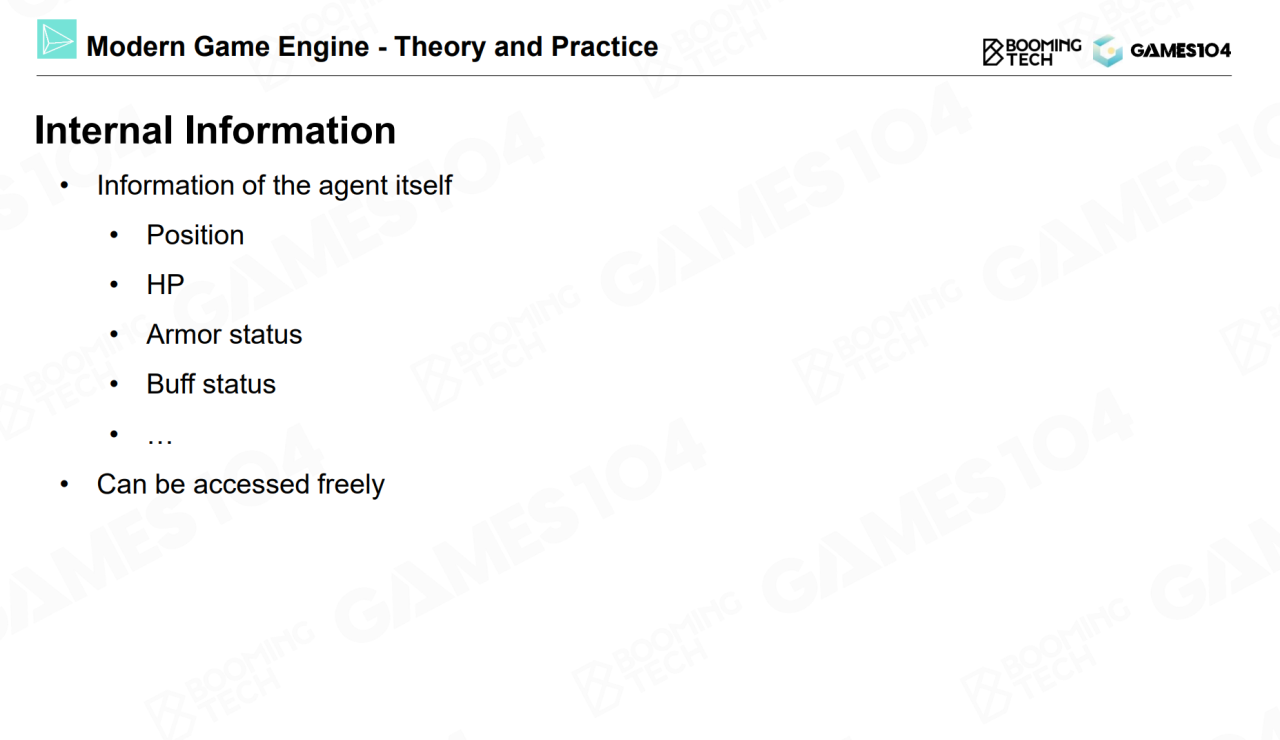 Modern Game Engine - Theory and Practice
BOOMING
TECH
GAMES104
Internal Information
• Information of the agent itself
• Position
• HP
• Armor status
• Buff status
• …
• Can be accessed freely